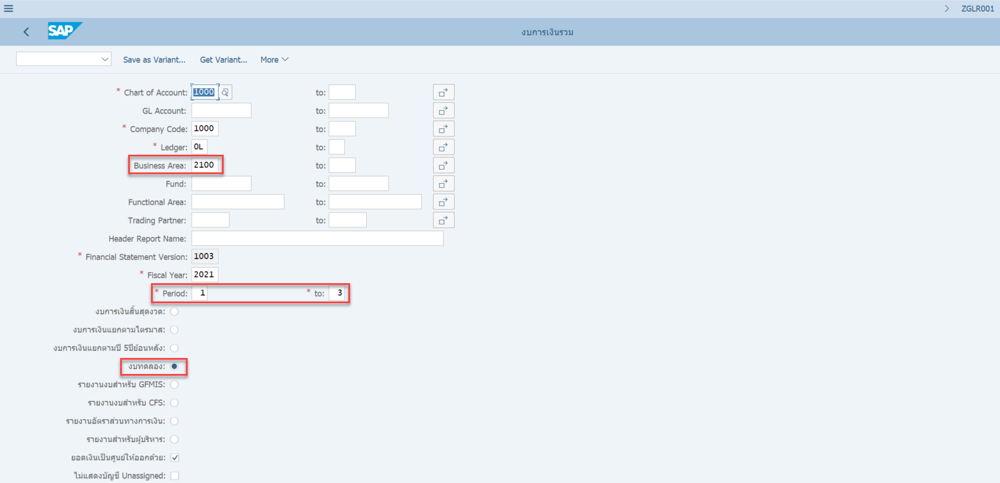 ZGLR001
SAP
งบการเงินรวม
Save as Variant... Get Variant... More
* Chart of Account: 1000 to:
GL Account: to:
* Company Code: 1000 to:
* Ledger: 0L to:
Business Area: 2100 to:
Fund: to:
Functional Area: to:
Trading Partner: to:
Header Report Name:
* Financial Statement Version: 1003
* Fiscal Year: 2021
* Period: 1 * to: 3
งบการเงินสิ้นสุดงวด:
งบการเงินแยกตามไตรมาส:
งบการเงินแยกตามปี 5ปีย้อนหลัง:
งบทดลอง:
รายงานงบสำหรับ GFMIS:
รายงานงบสำหรับ CFS:
รายงานอัตราส่วนทางการเงิน:
รายงานสำหรับผู้บริหาร:
ยอดเงินเป็นศูนย์ให้ออกด้วย:
ไม่แสดงบัญชี Unassigned: